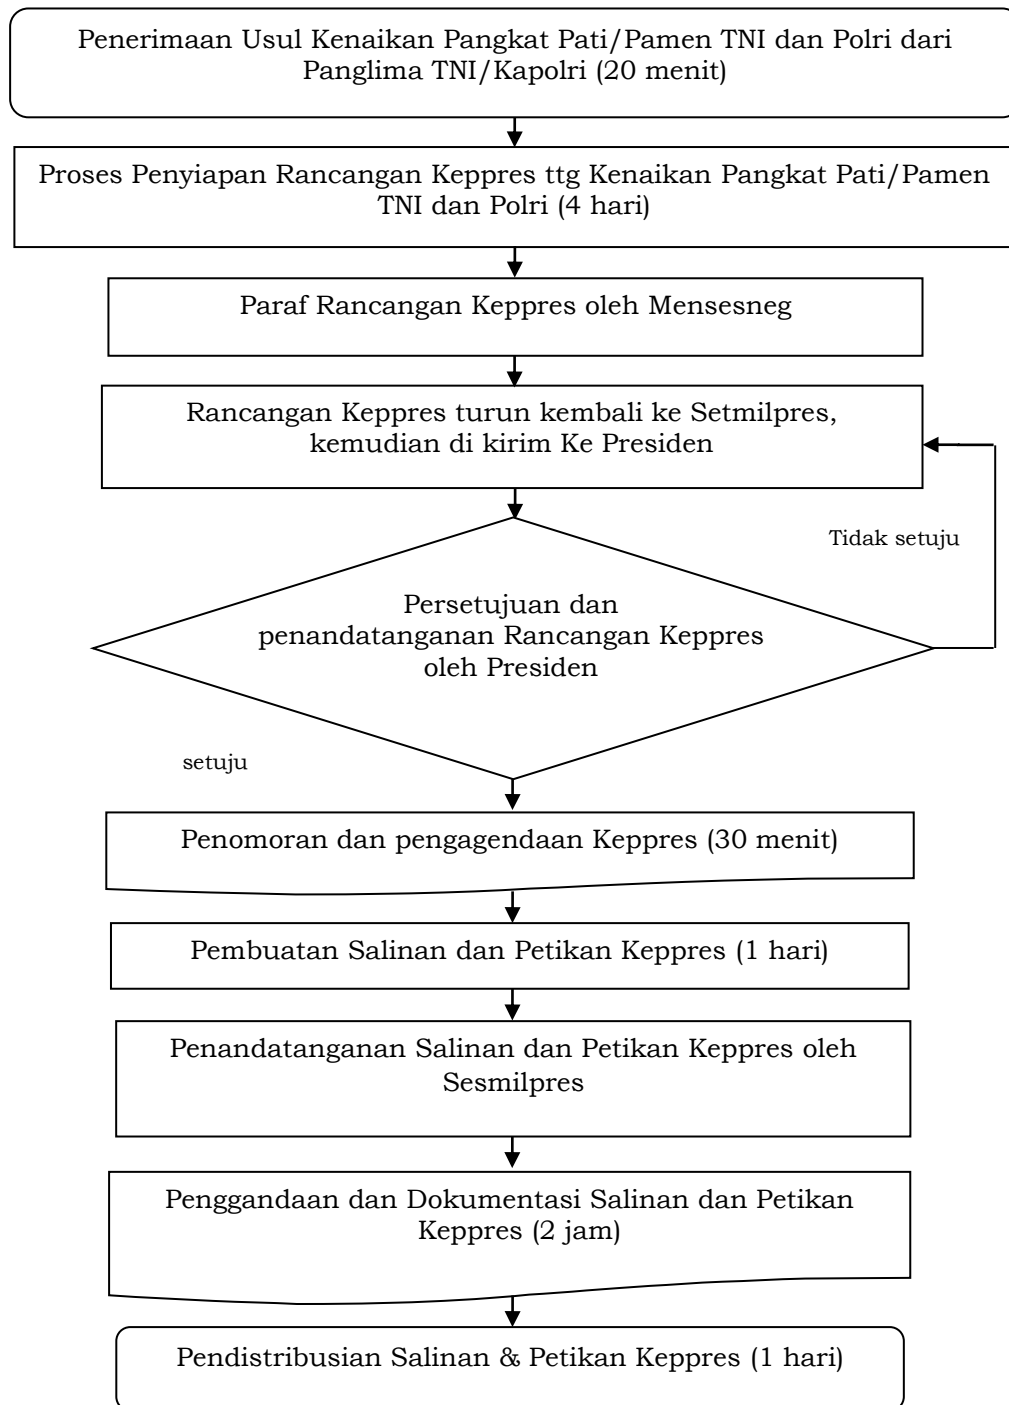 Penerimaan Usul Kenaikan Pangkat Pati/Pamen TNI dan Polri dari
Panglima TNI/Kapolri (20 menit)
Proses Penyiapan Rancangan Keppres ttg Kenaikan Pangkat Pati/Pamen
TNI dan Polri (4 hari)
Paraf Rancangan Keppres oleh Mensesneg
Rancangan Keppres turun kembali ke Setmilpres,
kemudian di kirim Ke Presiden
Tidak setuju
Persetujuan dan
penandatanganan Rancangan Keppres
oleh Presiden
setuju
Penomoran dan pengagendaan Keppres (30 menit)
Pembuatan Salinan dan Petikan Keppres (1 hari)
Penandatanganan Salinan dan Petikan Keppres oleh
Sesmilpres
Penggandaan dan Dokumentasi Salinan dan Petikan
Keppres (2 jam)
Pendistribusian Salinan & Petikan Keppres (1 hari)